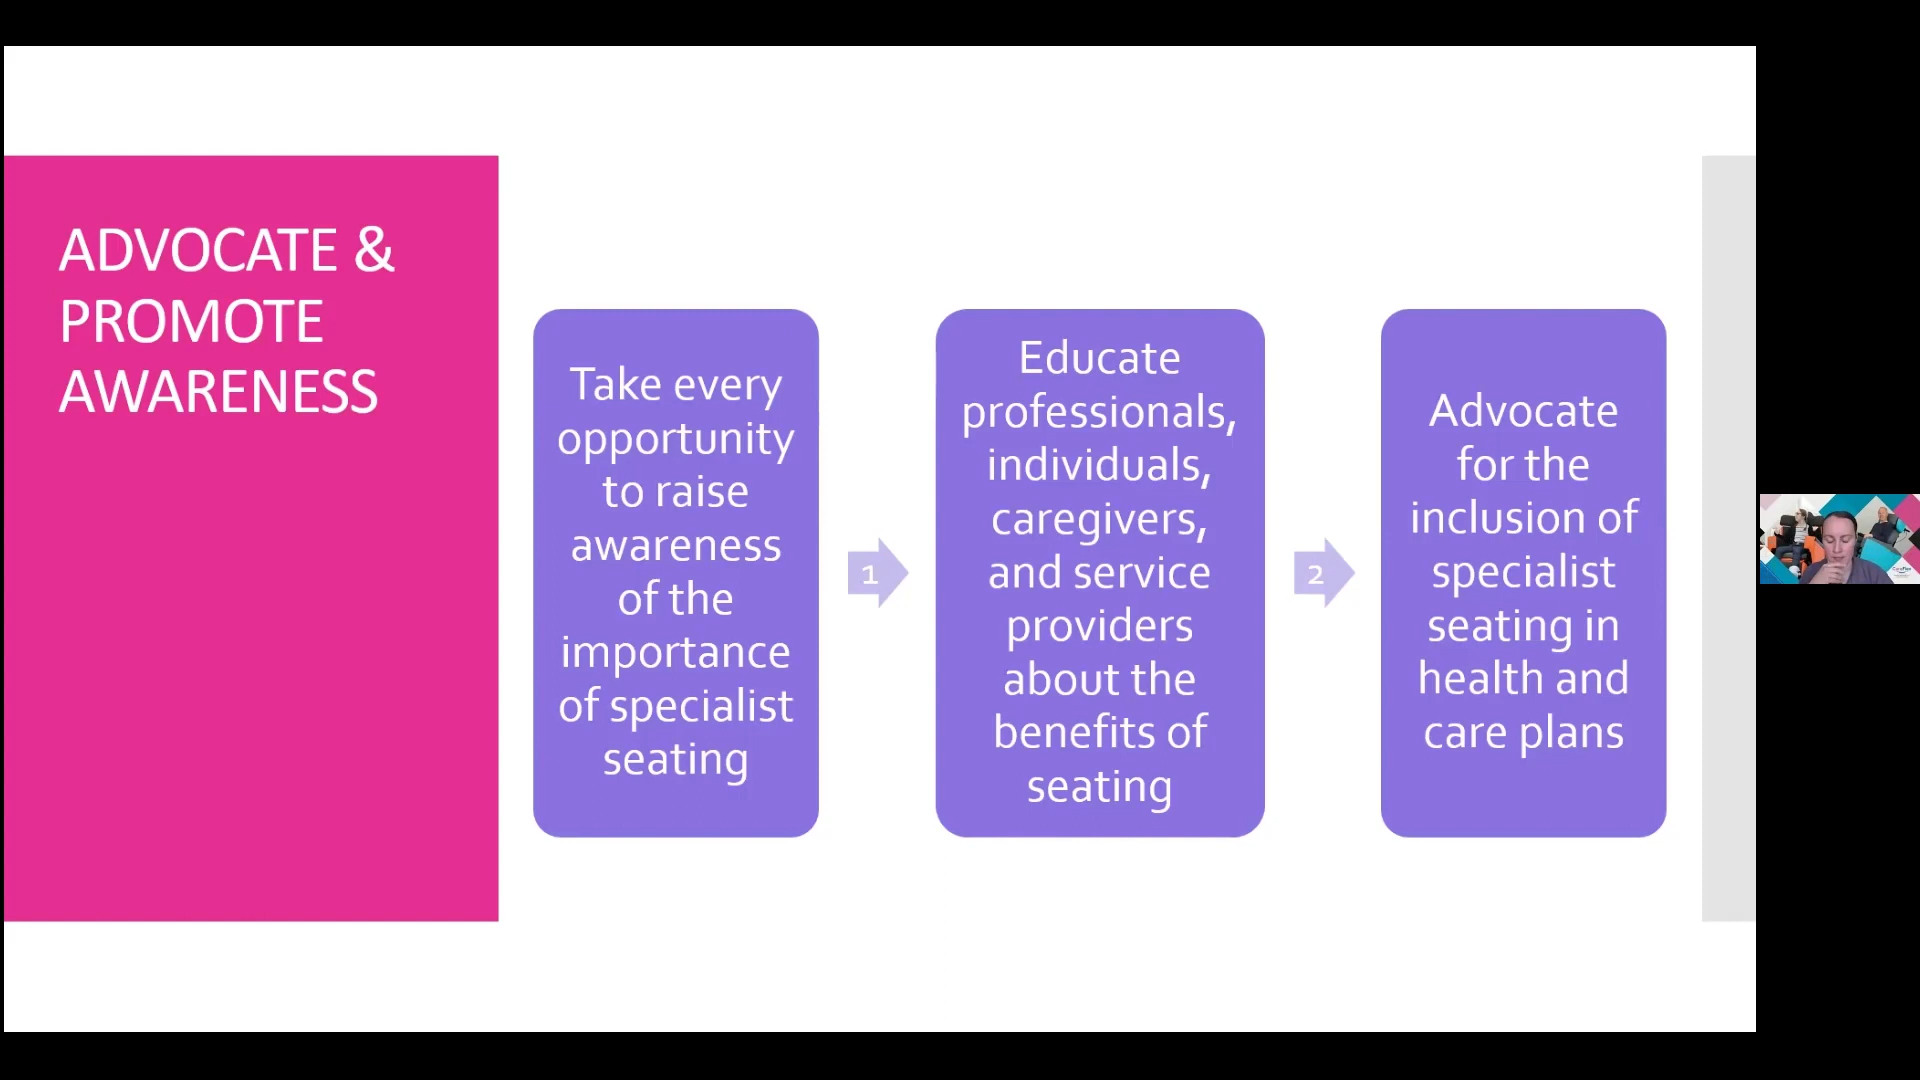 ADVOCATE &
PROMOTE
AWARENESS
Take every
opportunity
to raise
awareness
of the
importance
of specialist
seating
1
Educate
professionals,
individuals,
caregivers,
and service
providers
about the
benefits of
seating
2
Advocate
for the
inclusion of
specialist
seating in
health and
care plans